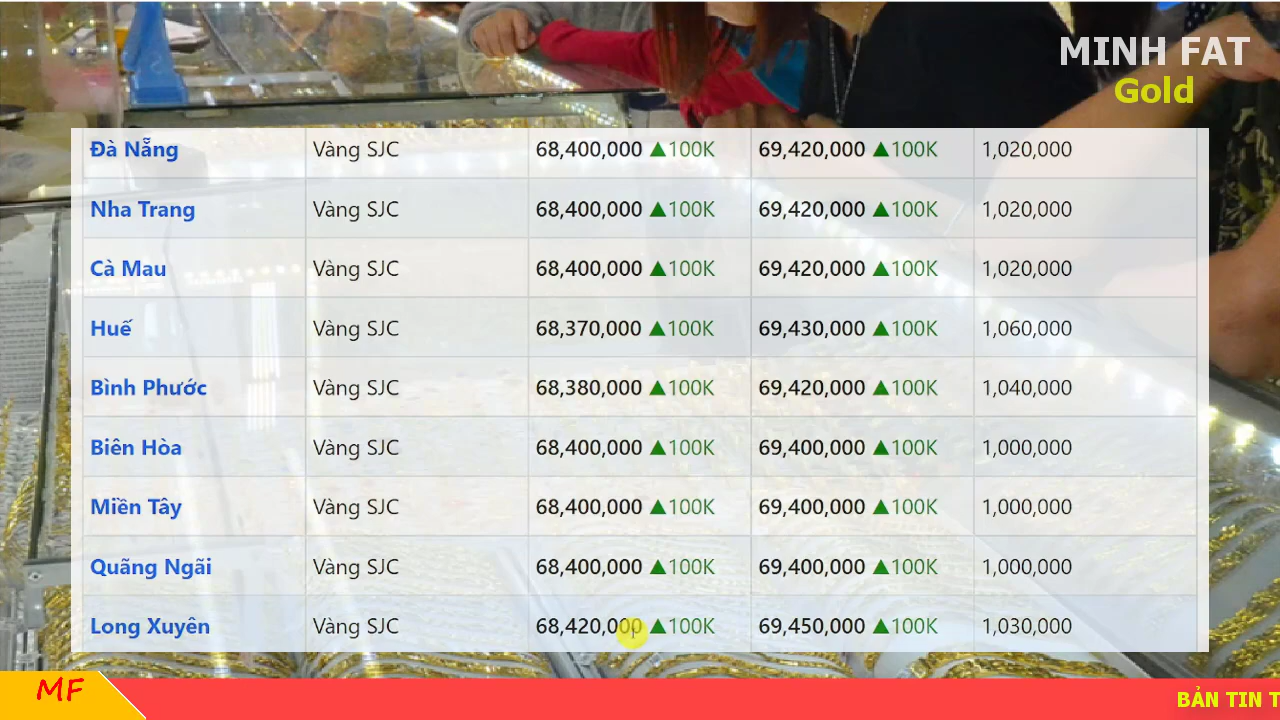 MINH FAT
Gold
Đà Nẵng Vàng SJC 68,400,000 ▲100K 69,420,000 ▲100K 1,020,000
Nha Trang Vàng SJC 68,400,000 ▲100K 69,420,000 ▲100K 1,020,000
Cà Mau Vàng SJC 68,400,000 ▲100K 69,420,000 ▲100K 1,020,000
Huế Vàng SJC 68,370,000 ▲100K 69,430,000 ▲100K 1,060,000
Bình Phước Vàng SJC 68,380,000 ▲100K 69,420,000 ▲100K 1,040,000
Biên Hòa Vàng SJC 68,400,000 ▲100K 69,400,000 ▲100K 1,000,000
Miền Tây Vàng SJC 68,400,000 ▲100K 69,400,000 ▲100K 1,000,000
Quãng Ngãi Vàng SJC 68,400,000 ▲100K 69,400,000 ▲100K 1,000,000
Long Xuyên Vàng SJC 68,420,000 ▲100K 69,450,000 ▲100K 1,030,000
MF
BẢN TIN T